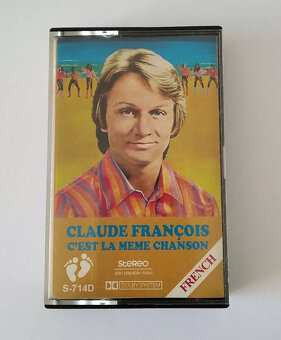 CLAUDE FRANÇOIS
C'EST LA MEME CHANSON
STEREO
also playable mono
S-714D
DOLBY SYSTEM
FRENCH